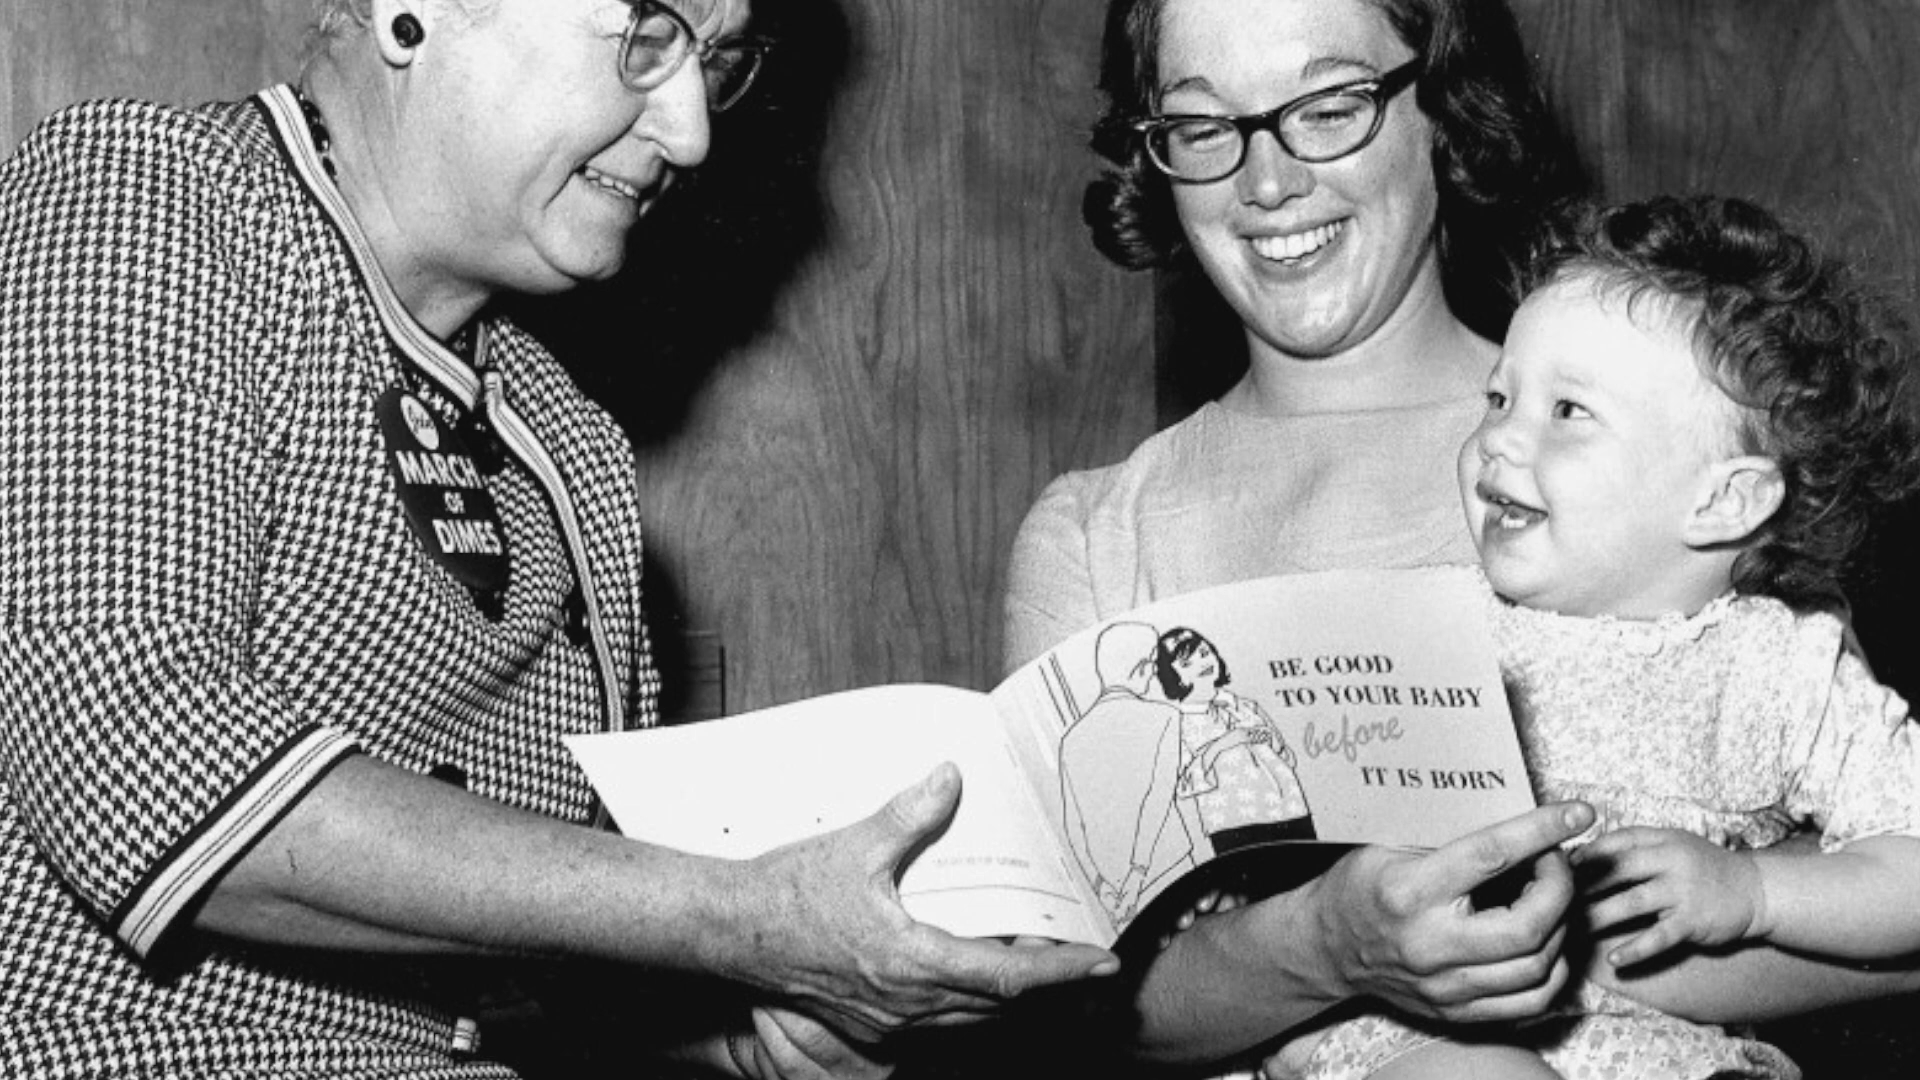 MARCH
OF
DIMES
BE GOOD
TO YOUR BABY
before
IT IS BORN